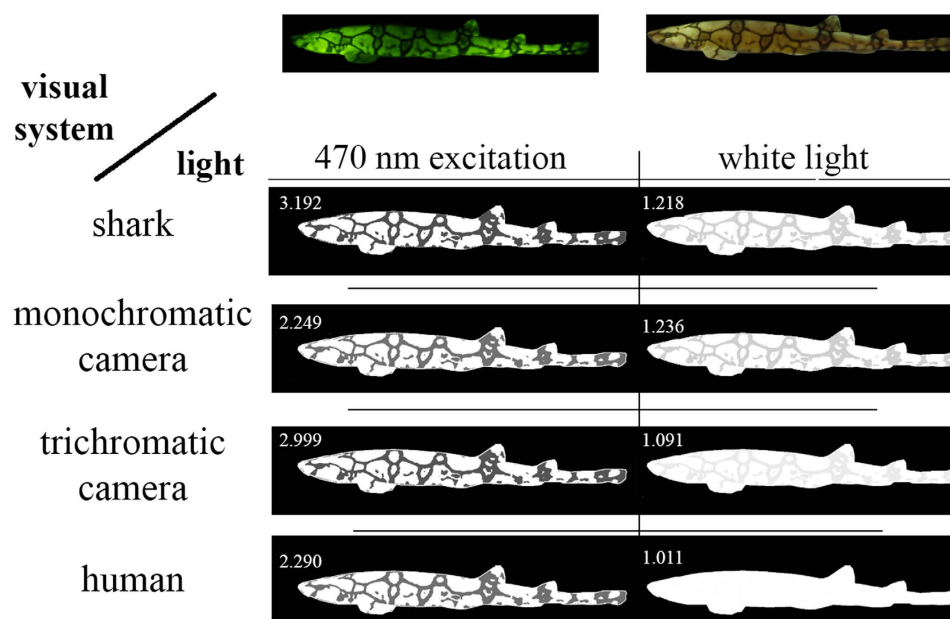 visual
system
light
470 nm excitation
white light
shark
3.192
1.218
monochromatic
camera
2.249
1.236
trichromatic
camera
2.999
1.091
human
2.290
1.011